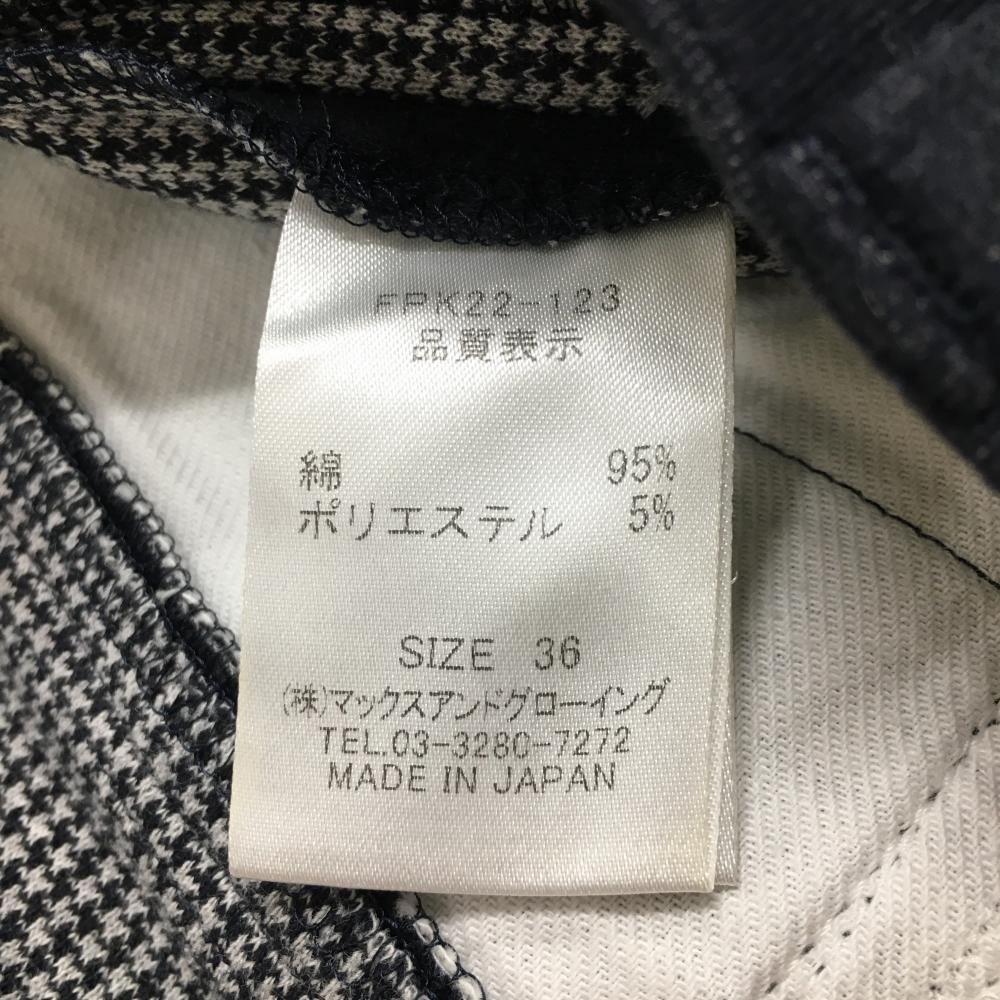 FPK22-123
品質表示
綿 95%
ポリエステル 5%
SIZE 36
(株)マックスアンドグローイング
TEL.03-3280-7272
MADE IN JAPAN